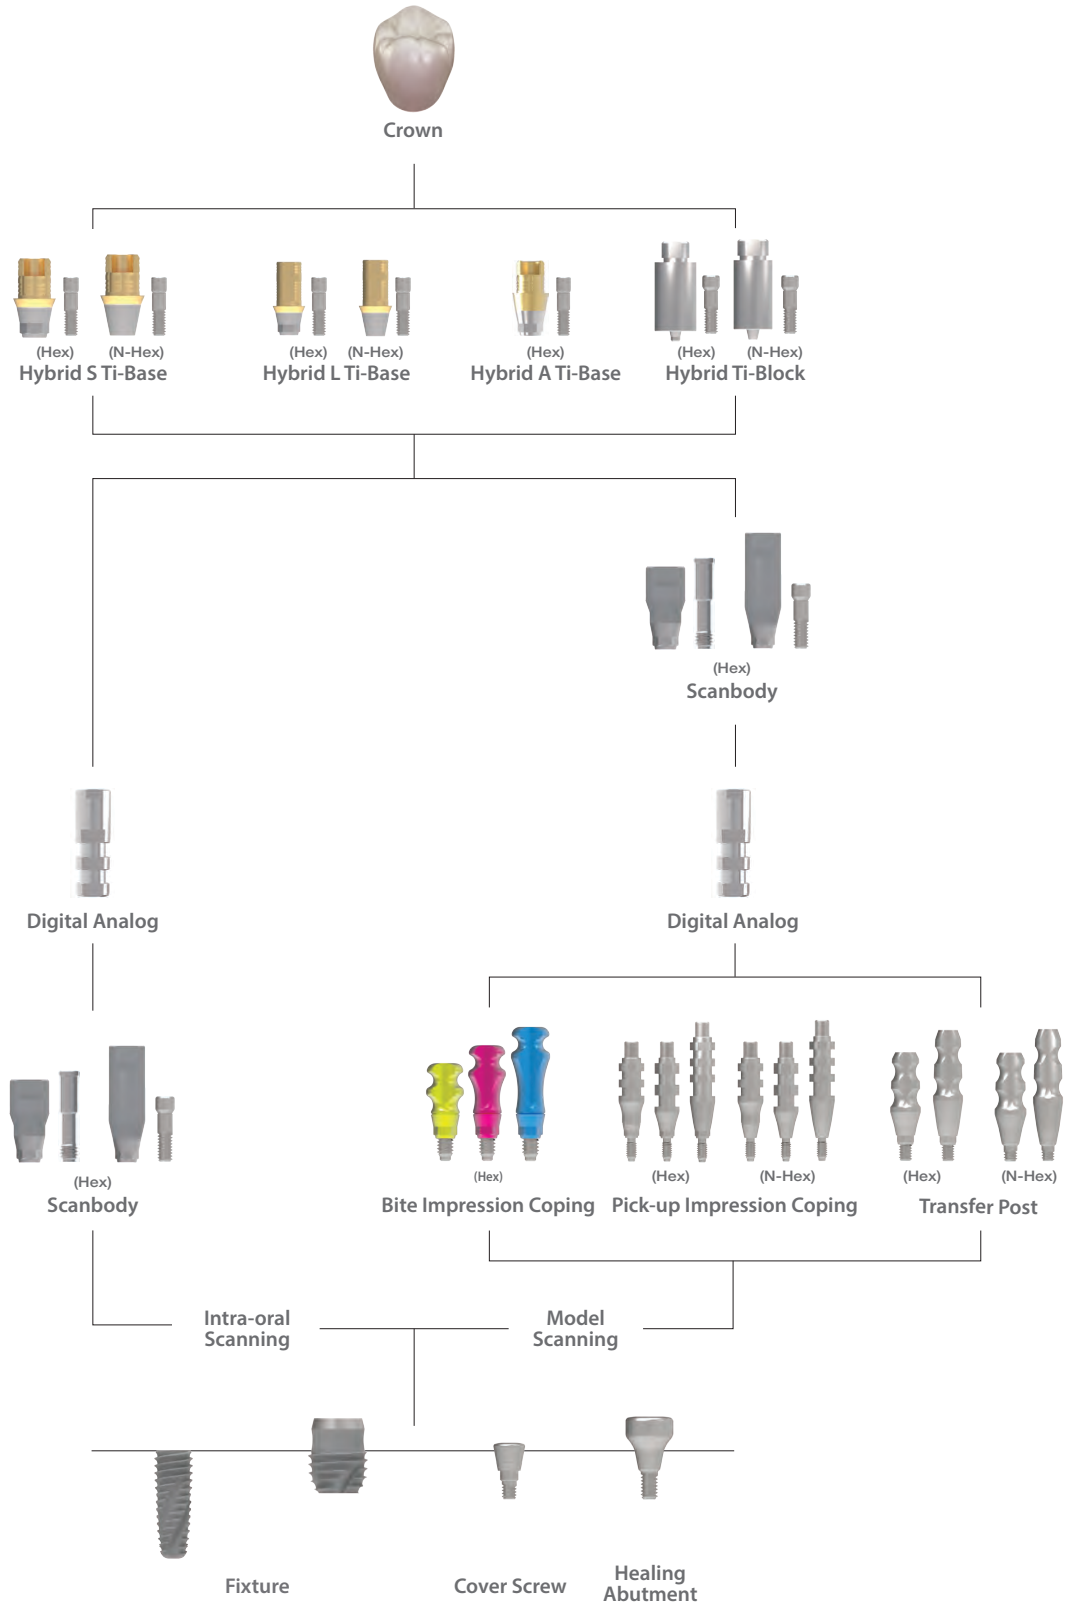 Crown
(Hex) (N-Hex) (Hex) (N-Hex) (Hex) (Hex) (N-Hex)
Hybrid S Ti-Base Hybrid L Ti-Base Hybrid A Ti-Base Hybrid Ti-Block
(Hex)
Scanbody
Digital Analog Digital Analog
(Hex) (Hex) (Hex) (N-Hex) (Hex) (N-Hex)
Scanbody Bite Impression Coping Pick-up Impression Coping Transfer Post
Intra-oral
Scanning
Model
Scanning
Fixture
Cover Screw
Healing
Abutment